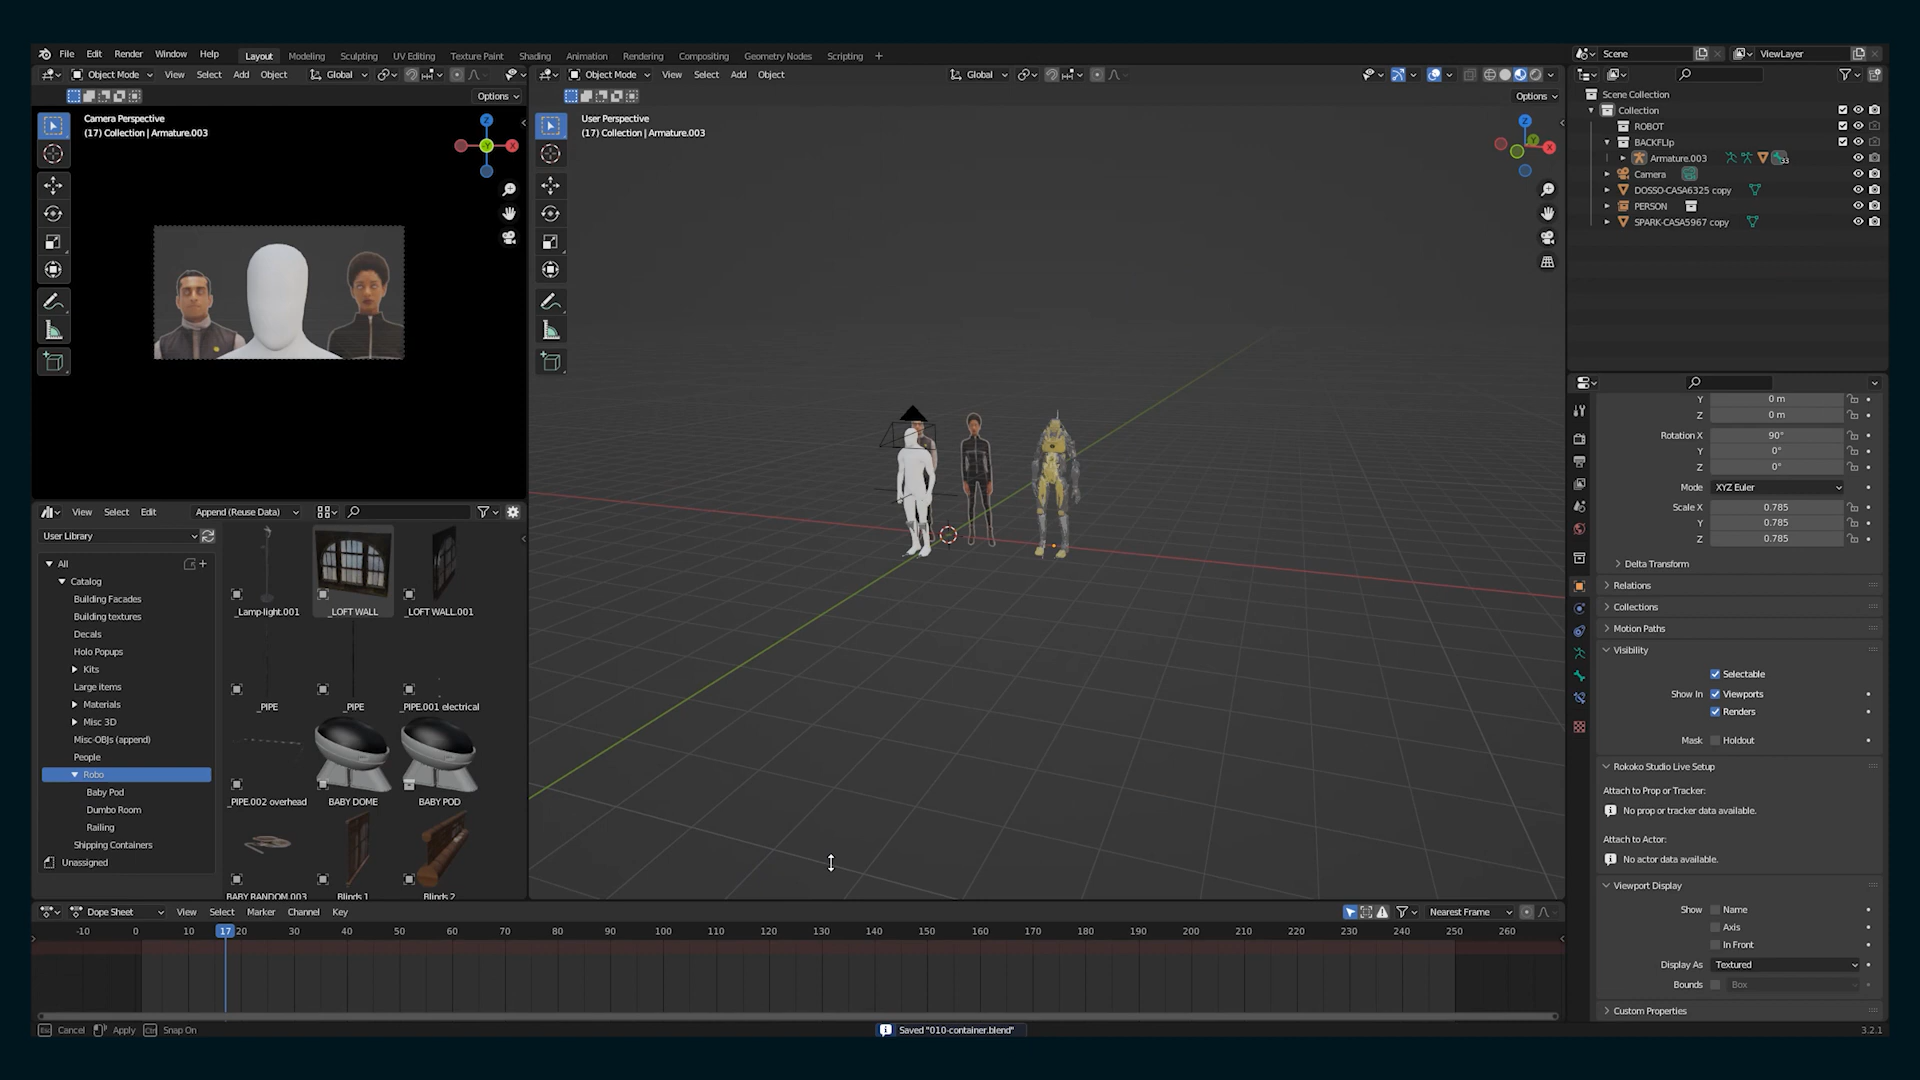 File Edit Render Window Help Layout Modeling Sculpting UV Editing Texture Paint Shading Animation Rendering Compositing Geometry Nodes Scripting +
Scene ViewLayer
Object Mode View Select Add Object Global
Object Mode View Select Add Object Global
Options
Options
Camera Perspective
(17) Collection | Armature.003
User Perspective
(17) Collection | Armature.003
Z
Y
X
Z
Y
X
Scene Collection
Collection
ROBOT
BACKFLIp
Armature.003
33
Camera
DOSSO-CASA6325 copy
PERSON
SPARK-CASA5967 copy
View Select Edit Append (Reuse Data)
User Library
All
Catalog
Building Facades
Building textures
Decals
Holo Popups
Kits
Large items
Materials
Misc 3D
Misc-OBJs (append)
People
Robo
Baby Pod
Dumbo Room
Railing
Shipping Containers
Unassigned
_Lamp-light.001 _LOFT WALL _LOFT WALL.001
_PIPE _PIPE _PIPE.001 electrical
_PIPE.002 overhead BABY DOME BABY POD
BABY RANDOM.003 Blinds 1 Blinds 2
Y 0 m
Z 0 m
Rotation X 90°
Y 0°
Z 0°
Mode XYZ Euler
Scale X 0.785
Y 0.785
Z 0.785
Delta Transform
Relations
Collections
Motion Paths
Visibility
Selectable
Show In Viewports
Renders
Mask Holdout
Rokoko Studio Live Setup
Attach to Prop or Tracker:
No prop or tracker data available.
Attach to Actor:
No actor data available.
Viewport Display
Show Name
Axis
In Front
Display As Textured
Bounds Box
Custom Properties
Dope Sheet View Select Marker Channel Key Nearest Frame
-10 0 10 17 20 30 40 50 60 70 80 90 100 110 120 130 140 150 160 170 180 190 200 210 220 230 240 250 260
Esc Cancel Apply Ctrl Snap On Saved "010-container.blend" 3.2.1